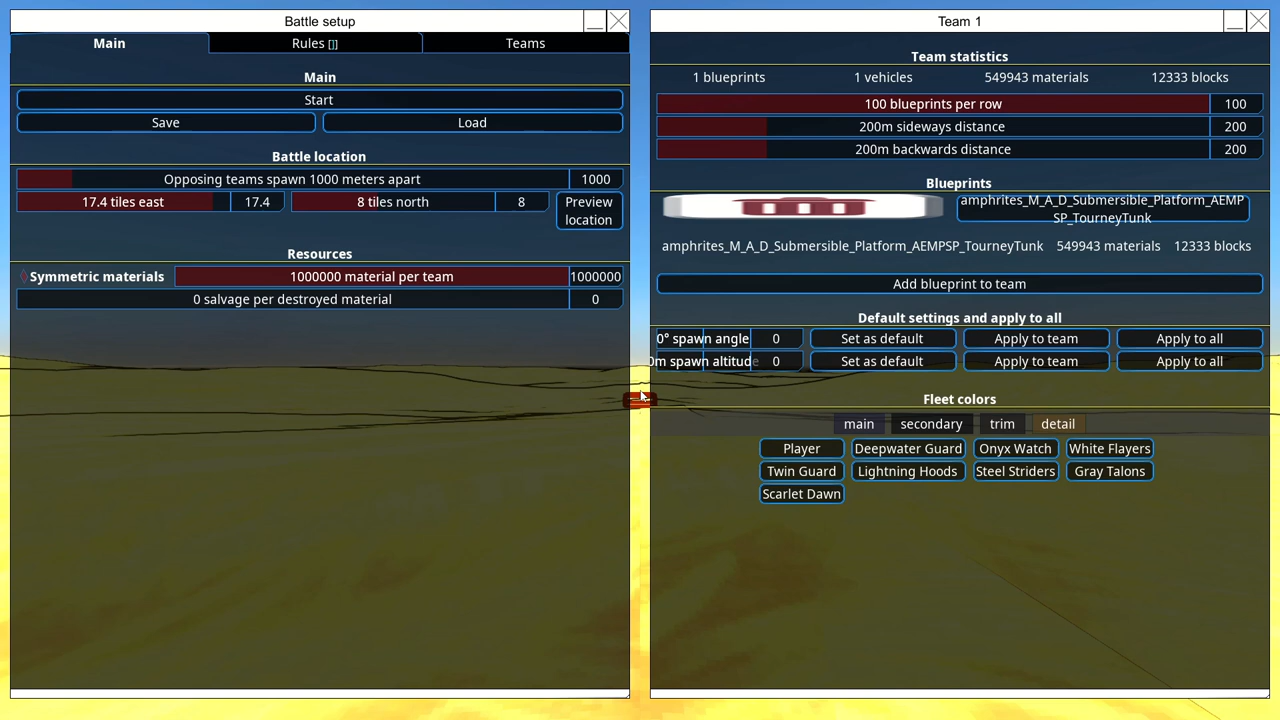 Battle setup
Main
Rules []
Teams
Main
Start
Save
Load
Battle location
Opposing teams spawn 1000 meters apart
1000
17.4 tiles east
17.4
8 tiles north
8
Preview
location
Resources
Symmetric materials
1000000 material per team
1000000
0 salvage per destroyed material
0
Team 1
Team statistics
1 blueprints
1 vehicles
549943 materials
12333 blocks
100 blueprints per row
100
200m sideways distance
200
200m backwards distance
200
Blueprints
amphrites_M_A_D_Submersible_Platform_AEMP
SP_TourneyTunk
amphrites_M_A_D_Submersible_Platform_AEMPSP_TourneyTunk
549943 materials
12333 blocks
Add blueprint to team
Default settings and apply to all
0° spawn angle
0
Set as default
Apply to team
Apply to all
0m spawn altitude
0
Set as default
Apply to team
Apply to all
Fleet colors
main
secondary
trim
detail
Player
Deepwater Guard
Onyx Watch
White Flayers
Twin Guard
Lightning Hoods
Steel Striders
Gray Talons
Scarlet Dawn